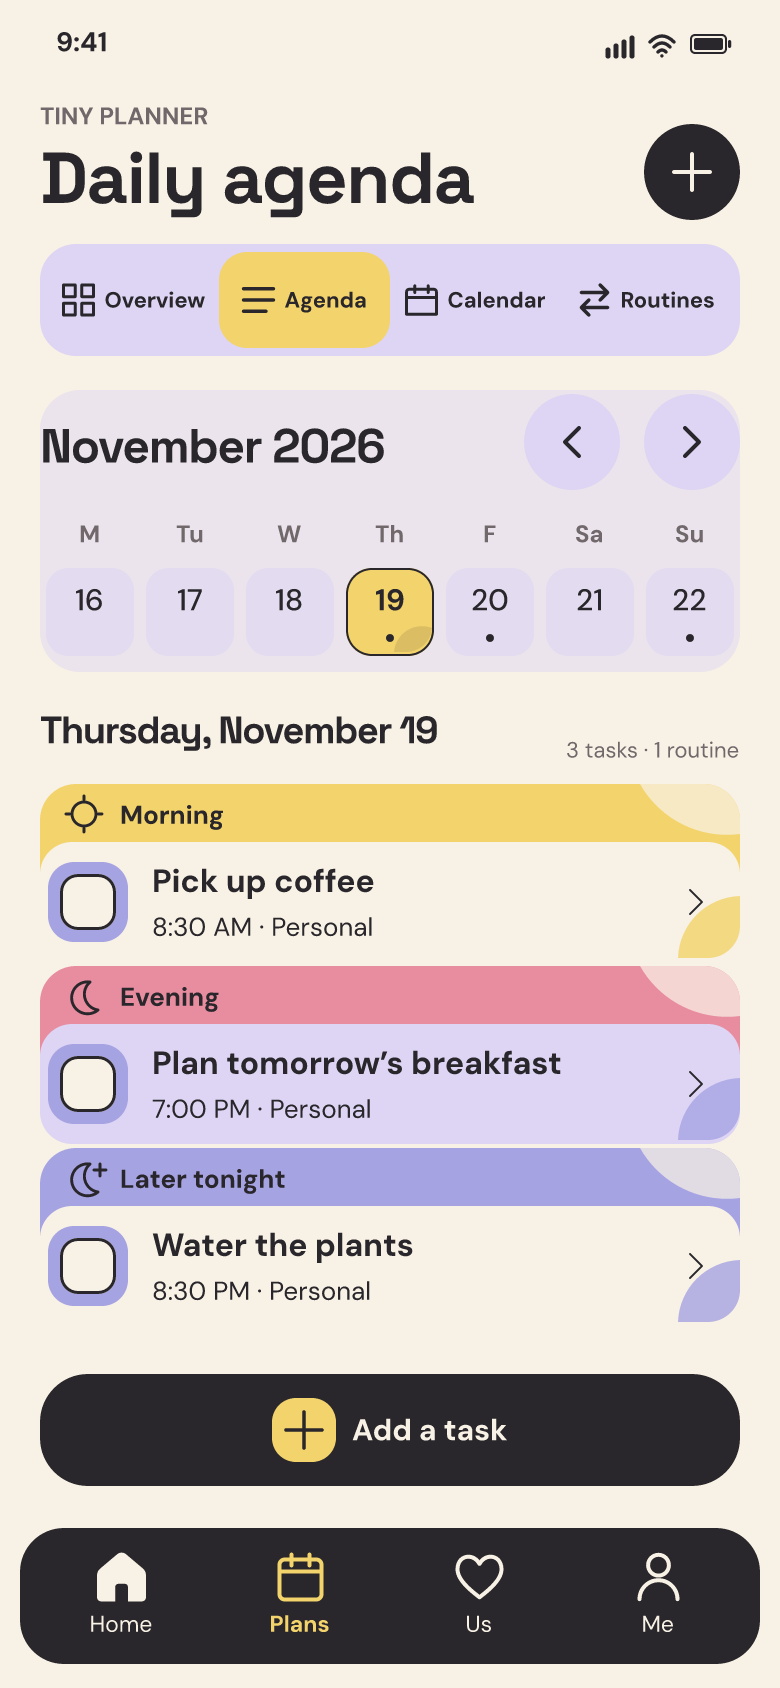 9:41
TINY PLANNER
Daily agenda
Overview Agenda Calendar Routines
November 2026
M Tu W Th F Sa Su
16 17 18 19 20 21 22
Thursday, November 19
3 tasks · 1 routine
Morning
Pick up coffee
8:30 AM · Personal
Evening
Plan tomorrow’s breakfast
7:00 PM · Personal
Later tonight
Water the plants
8:30 PM · Personal
Add a task
Home Plans Us Me